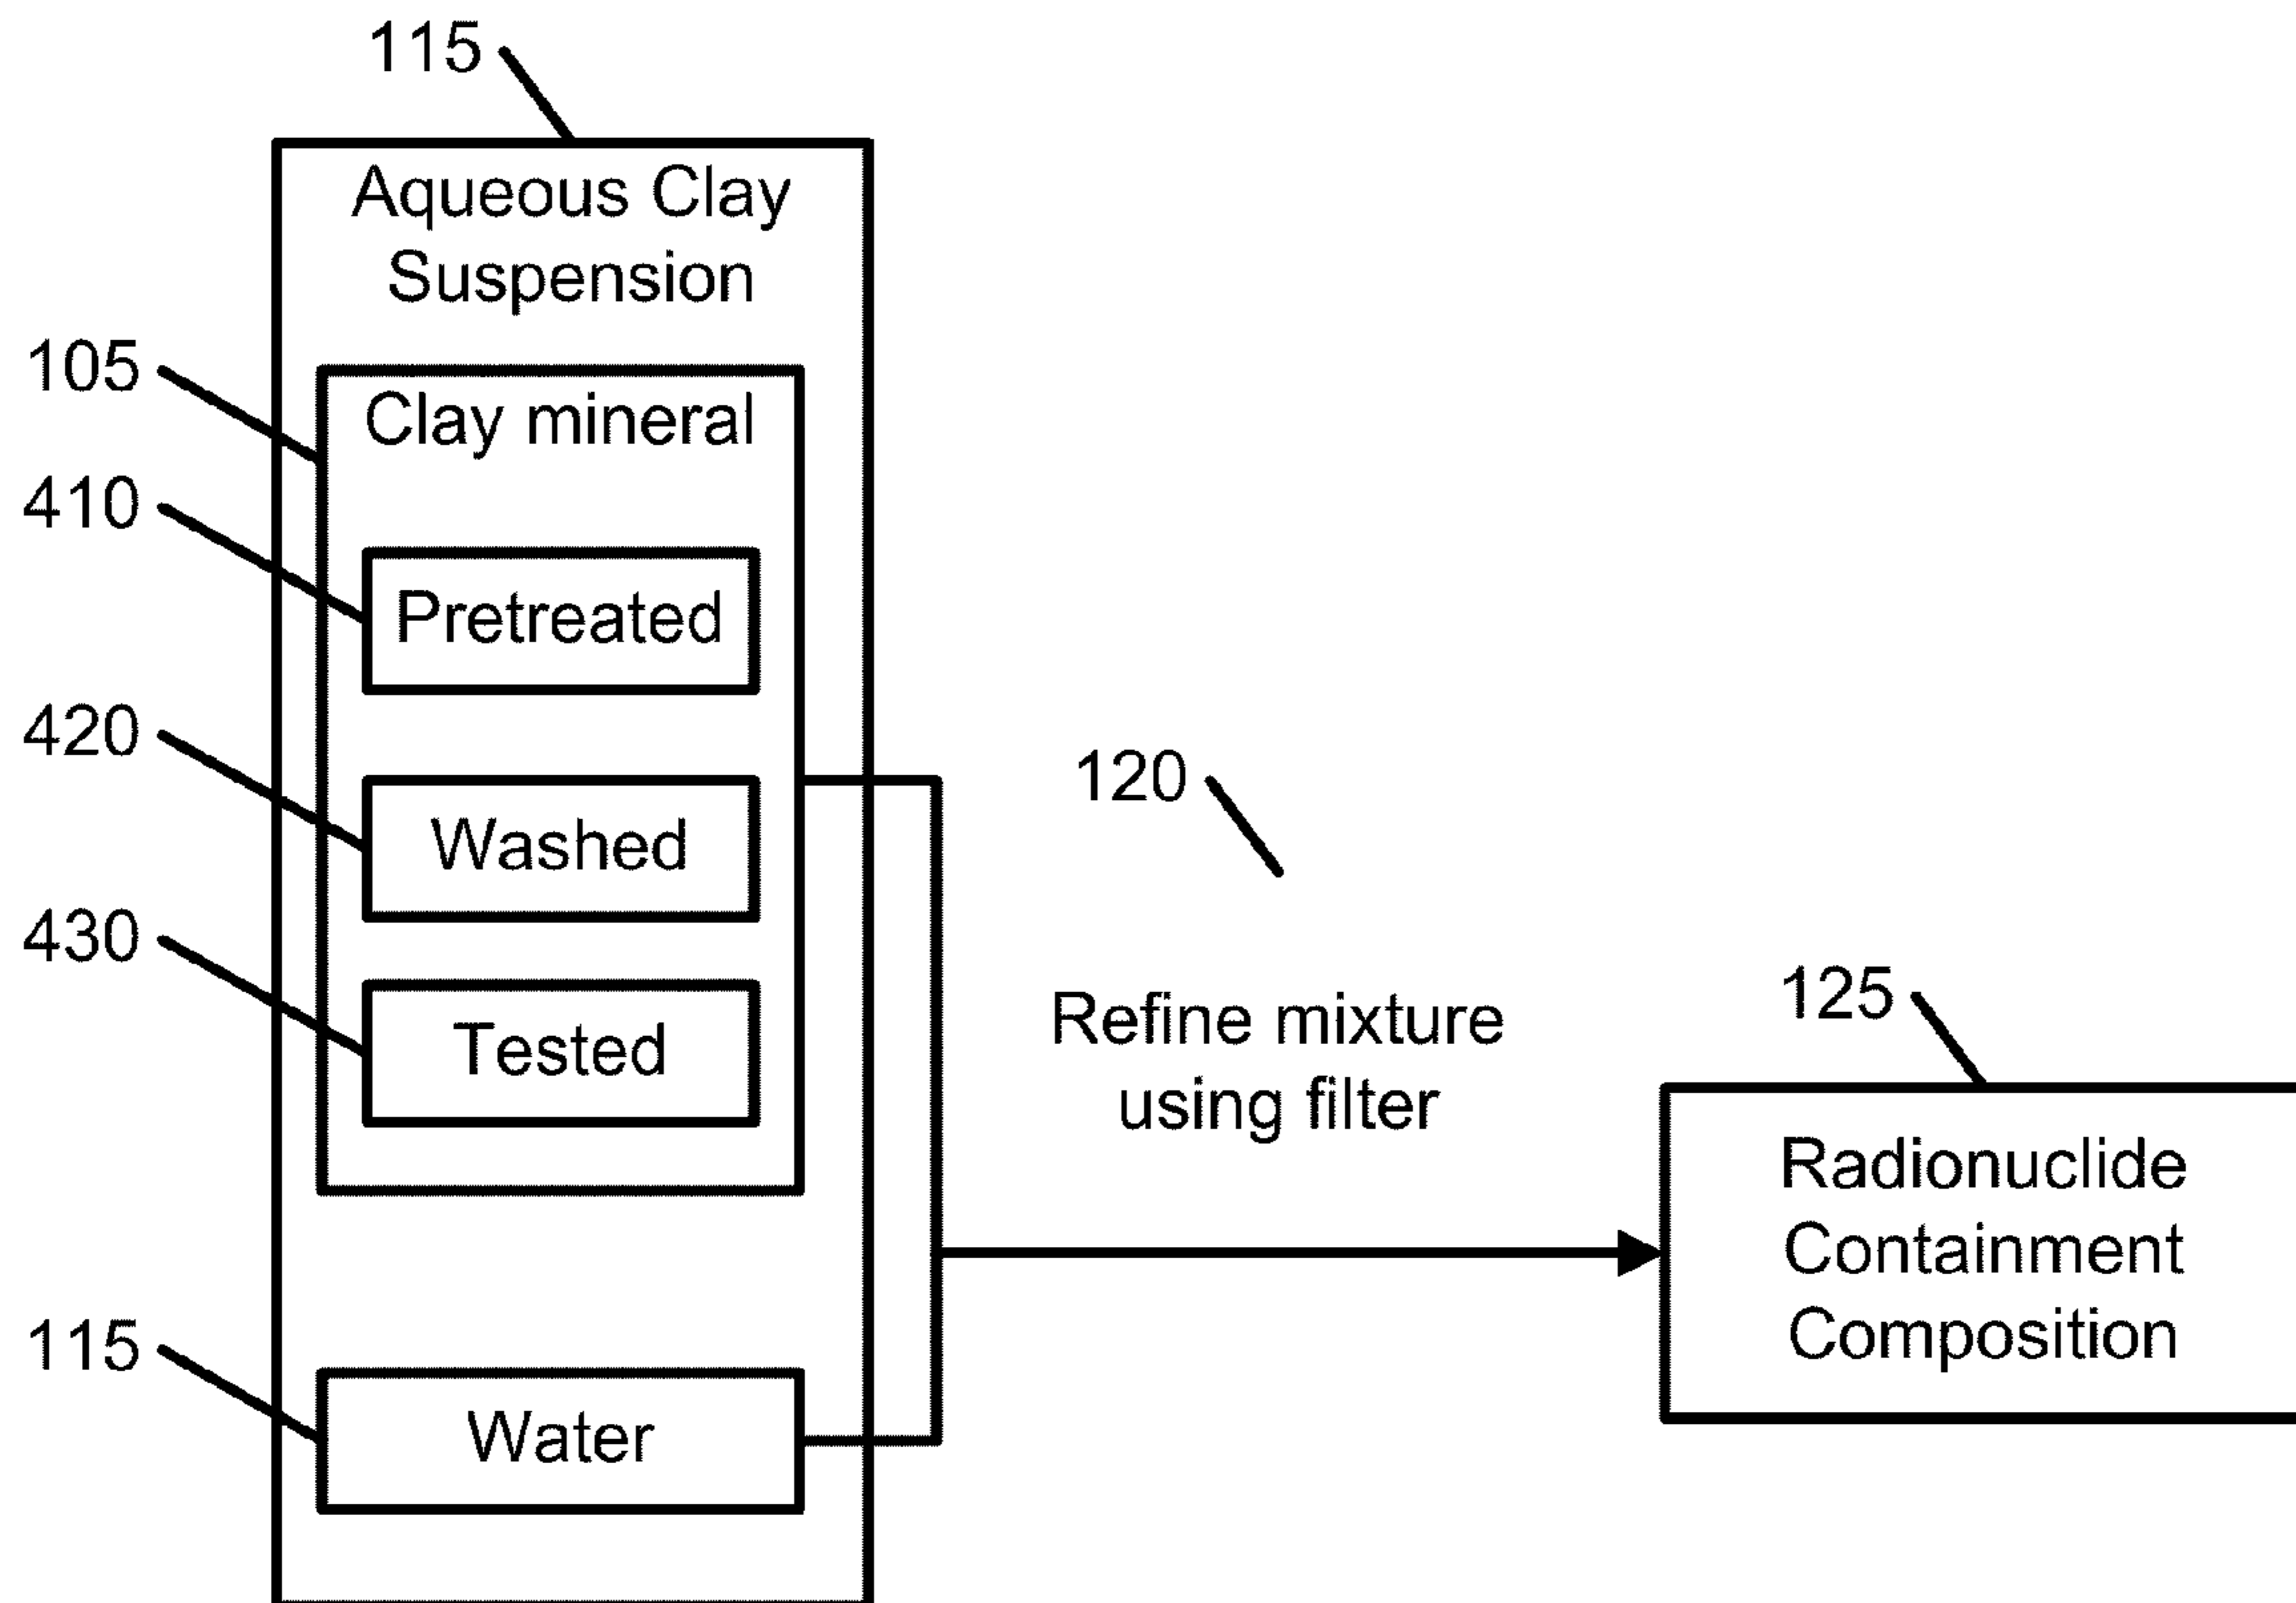 115
Aqueous Clay
Suspension
105
Clay mineral
410
Pretreated
420
Washed
430
Tested
115
Water
120
Refine mixture
using filter
125
Radionuclide
Containment
Composition